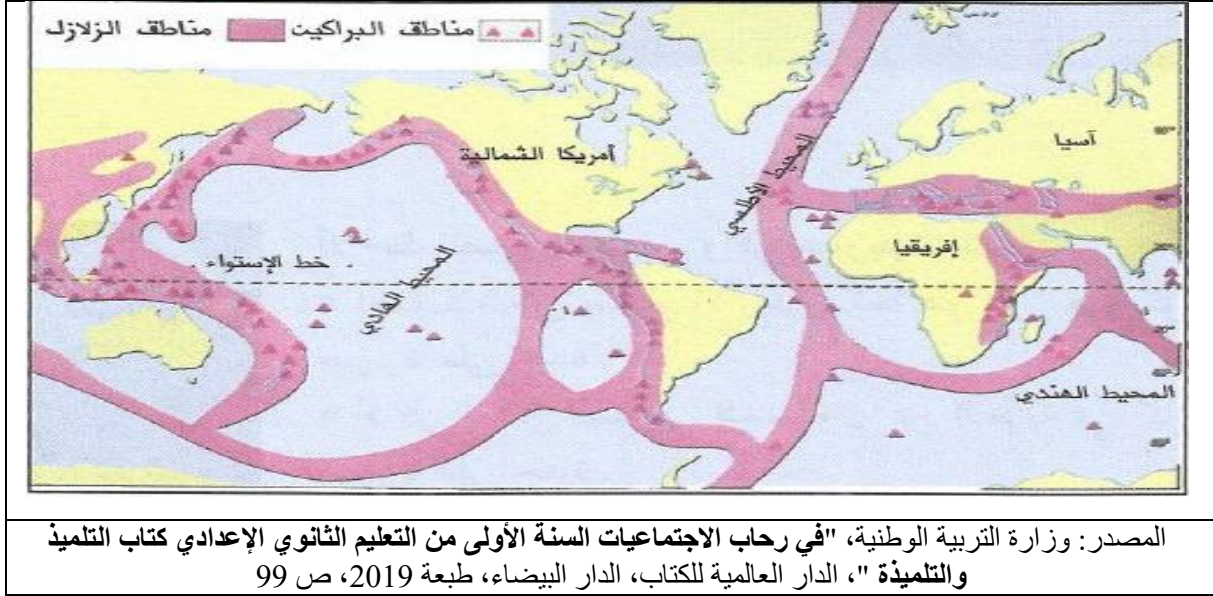 مناطق البراكين مناطق الزلازل
آسيا
أمريكا الشمالية
المحيط الأطلسي
إفريقيا
خط الإستواء
المحيط الهادي
المحيط الهندي
المصدر: وزارة التربية الوطنية، "في رحاب الاجتماعيات السنة الأولى من التعليم الثانوي الإعدادي كتاب التلميذ
والتلميذة "، الدار العالمية للكتاب، الدار البيضاء، طبعة 2019، ص 99